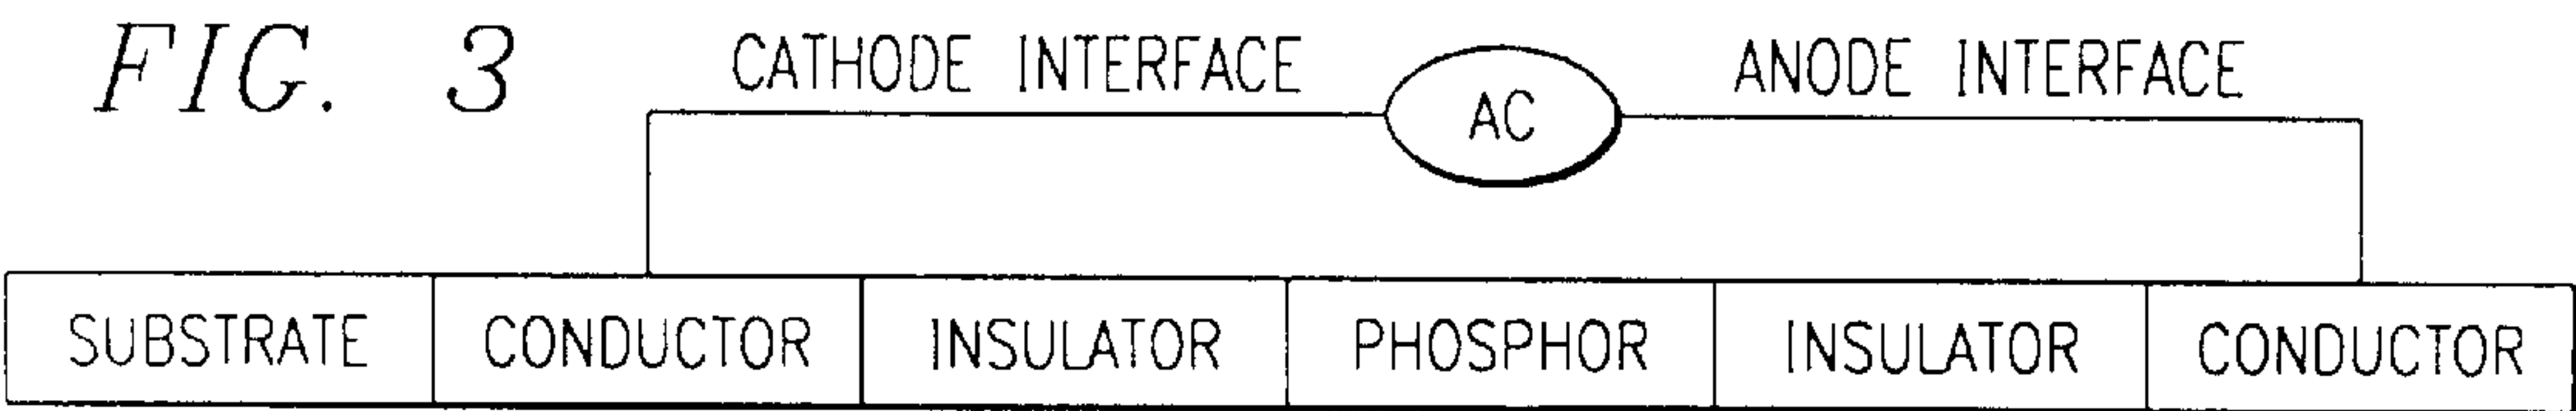 FIG. 3
CATHODE INTERFACE
AC
ANODE INTERFACE
SUBSTRATE
CONDUCTOR
INSULATOR
PHOSPHOR
INSULATOR
CONDUCTOR